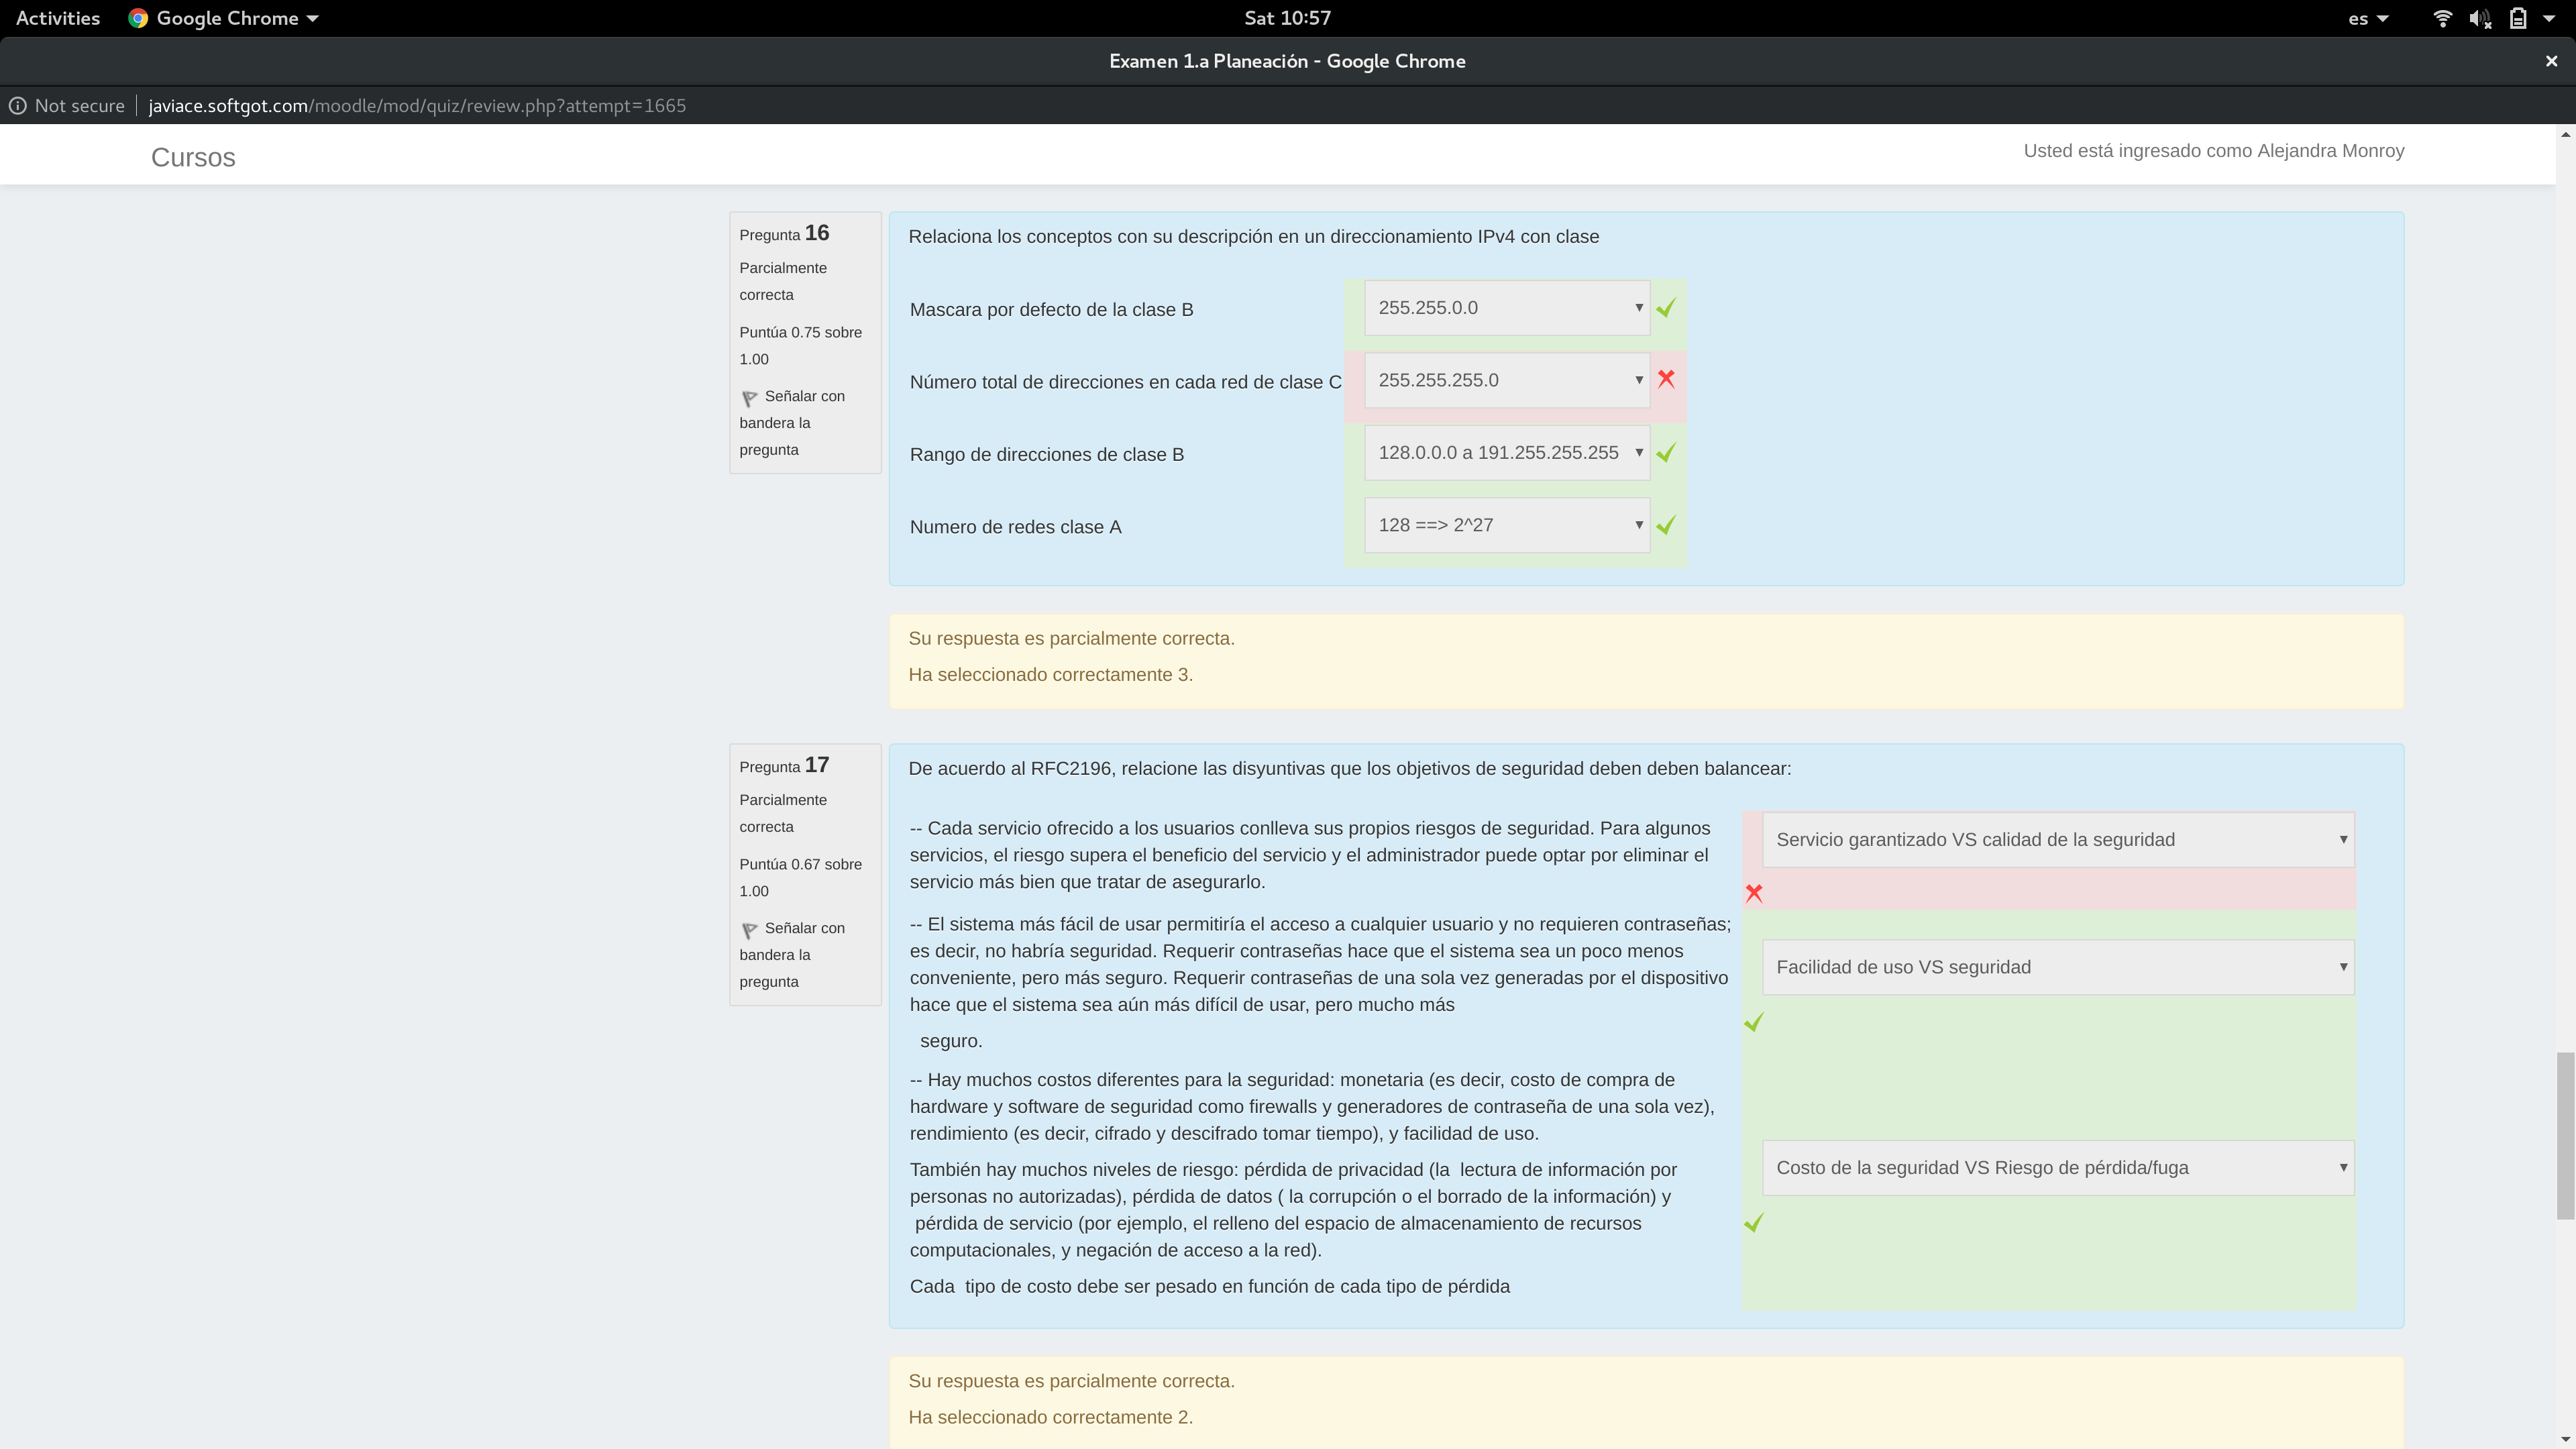 Activities Google Chrome Sat 10:57 es
Examen 1.a Planeación - Google Chrome
Not secure javiace.softgot.com/moodle/mod/quiz/review.php?attempt=1665
Cursos Usted está ingresado como Alejandra Monroy
Pregunta 16
Parcialmente
correcta
Puntúa 0.75 sobre
1.00
Señalar con
bandera la
pregunta
Relaciona los conceptos con su descripción en un direccionamiento IPv4 con clase
Mascara por defecto de la clase B 255.255.0.0
Número total de direcciones en cada red de clase C 255.255.255.0
Rango de direcciones de clase B 128.0.0.0 a 191.255.255.255
Numero de redes clase A 128 ==> 2^27
Su respuesta es parcialmente correcta.
Ha seleccionado correctamente 3.
Pregunta 17
Parcialmente
correcta
Puntúa 0.67 sobre
1.00
Señalar con
bandera la
pregunta
De acuerdo al RFC2196, relacione las disyuntivas que los objetivos de seguridad deben deben balancear:
-- Cada servicio ofrecido a los usuarios conlleva sus propios riesgos de seguridad. Para algunos
servicios, el riesgo supera el beneficio del servicio y el administrador puede optar por eliminar el
servicio más bien que tratar de asegurarlo.
Servicio garantizado VS calidad de la seguridad
-- El sistema más fácil de usar permitiría el acceso a cualquier usuario y no requieren contraseñas;
es decir, no habría seguridad. Requerir contraseñas hace que el sistema sea un poco menos
conveniente, pero más seguro. Requerir contraseñas de una sola vez generadas por el dispositivo
hace que el sistema sea aún más difícil de usar, pero mucho más
seguro.
Facilidad de uso VS seguridad
-- Hay muchos costos diferentes para la seguridad: monetaria (es decir, costo de compra de
hardware y software de seguridad como firewalls y generadores de contraseña de una sola vez),
rendimiento (es decir, cifrado y descifrado tomar tiempo), y facilidad de uso.
También hay muchos niveles de riesgo: pérdida de privacidad (la lectura de información por
personas no autorizadas), pérdida de datos ( la corrupción o el borrado de la información) y
pérdida de servicio (por ejemplo, el relleno del espacio de almacenamiento de recursos
computacionales, y negación de acceso a la red).
Cada tipo de costo debe ser pesado en función de cada tipo de pérdida
Costo de la seguridad VS Riesgo de pérdida/fuga
Su respuesta es parcialmente correcta.
Ha seleccionado correctamente 2.